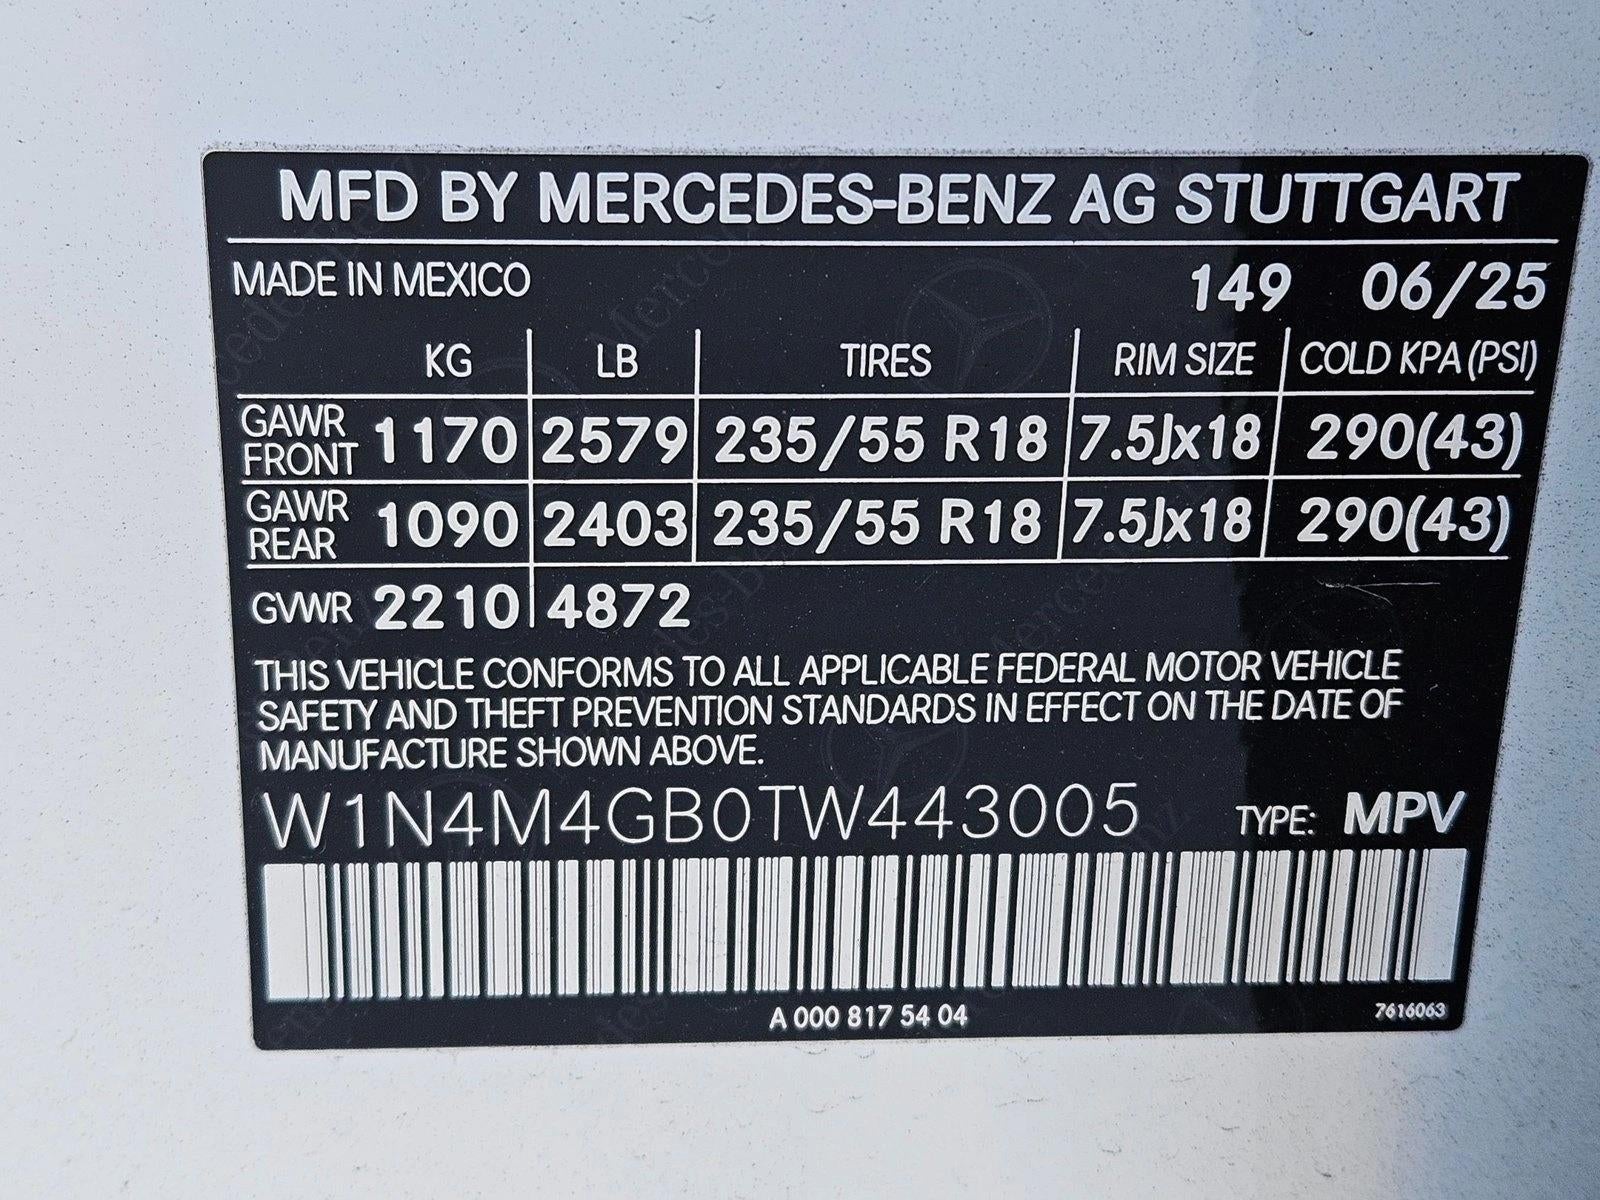 MFD BY MERCEDES-BENZ AG STUTTGART
MADE IN MEXICO 149 06/25
KG LB TIRES RIM SIZE COLD KPA (PSI)
GAWR FRONT 1170 2579 235/55 R18 7.5Jx18 290(43)
GAWR REAR 1090 2403 235/55 R18 7.5Jx18 290(43)
GVWR 2210 4872
THIS VEHICLE CONFORMS TO ALL APPLICABLE FEDERAL MOTOR VEHICLE
SAFETY AND THEFT PREVENTION STANDARDS IN EFFECT ON THE DATE OF
MANUFACTURE SHOWN ABOVE.
W1N4M4GB0TW443005 TYPE: MPV
A 000 817 54 04 7616063